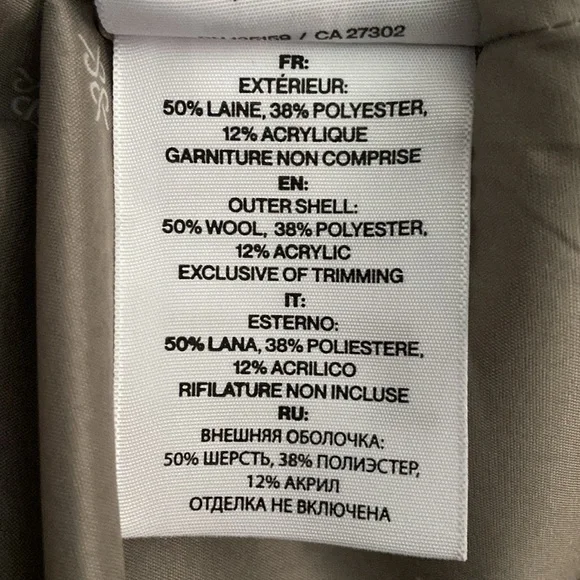 / CA 27302
FR:
EXTÉRIEUR:
50% LAINE, 38% POLYESTER,
12% ACRYLIQUE
GARNITURE NON COMPRISE
EN:
OUTER SHELL:
50% WOOL, 38% POLYESTER,
12% ACRYLIC
EXCLUSIVE OF TRIMMING
IT:
ESTERNO:
50% LANA, 38% POLIESTERE,
12% ACRILICO
RIFILATURE NON INCLUSE
RU:
ВНЕШНЯЯ ОБОЛОЧКА:
50% ШЕРСТЬ, 38% ПОЛИЭСТЕР,
12% АКРИЛ
ОТДЕЛКА НЕ ВКЛЮЧЕНА